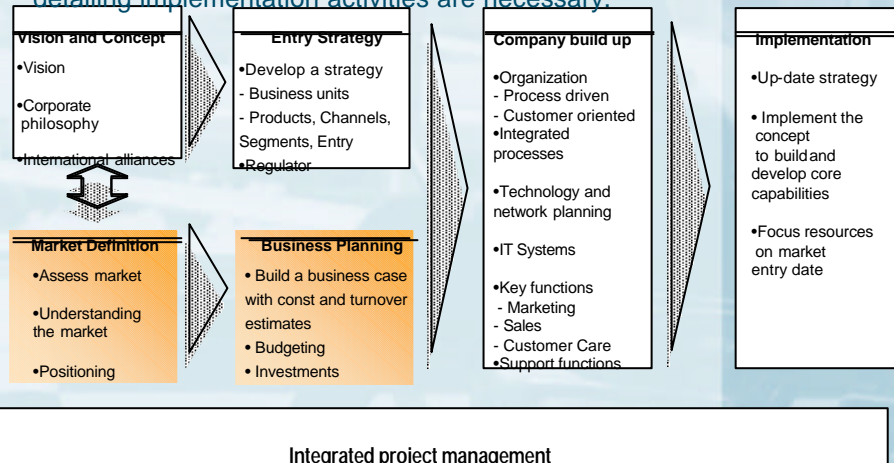 detailing implementation activities are necessary.
Vision and Concept
•Vision
•Corporate
philosophy
•International alliances
Entry Strategy
•Develop a strategy
- Business units
- Products, Channels,
Segments, Entry
•Regulator
Company build up
•Organization
- Process driven
- Customer oriented
•Integrated
processes
•Technology and
network planning
•IT Systems
•Key functions
- Marketing
- Sales
- Customer Care
•Support functions
Implementation
•Up-date strategy
• Implement the
concept
to build and
develop core
capabilities
•Focus resources
on market
entry date
Market Definition
•Assess market
•Understanding
the market
•Positioning
Business Planning
• Build a business case
with const and turnover
estimates
• Budgeting
• Investments
Integrated project management